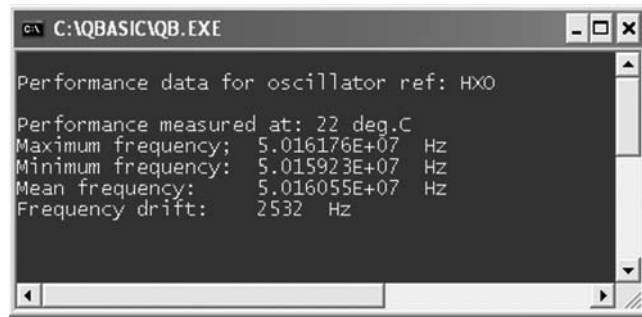 C:\QBASIC\QB.EXE
Performance data for oscillator ref: HXO
Performance measured at: 22 deg.C
Maximum frequency; 5.016176E+07 Hz
Minimum frequency: 5.015923E+07 Hz
Mean frequency: 5.016055E+07 Hz
Frequency drift: 2532 Hz